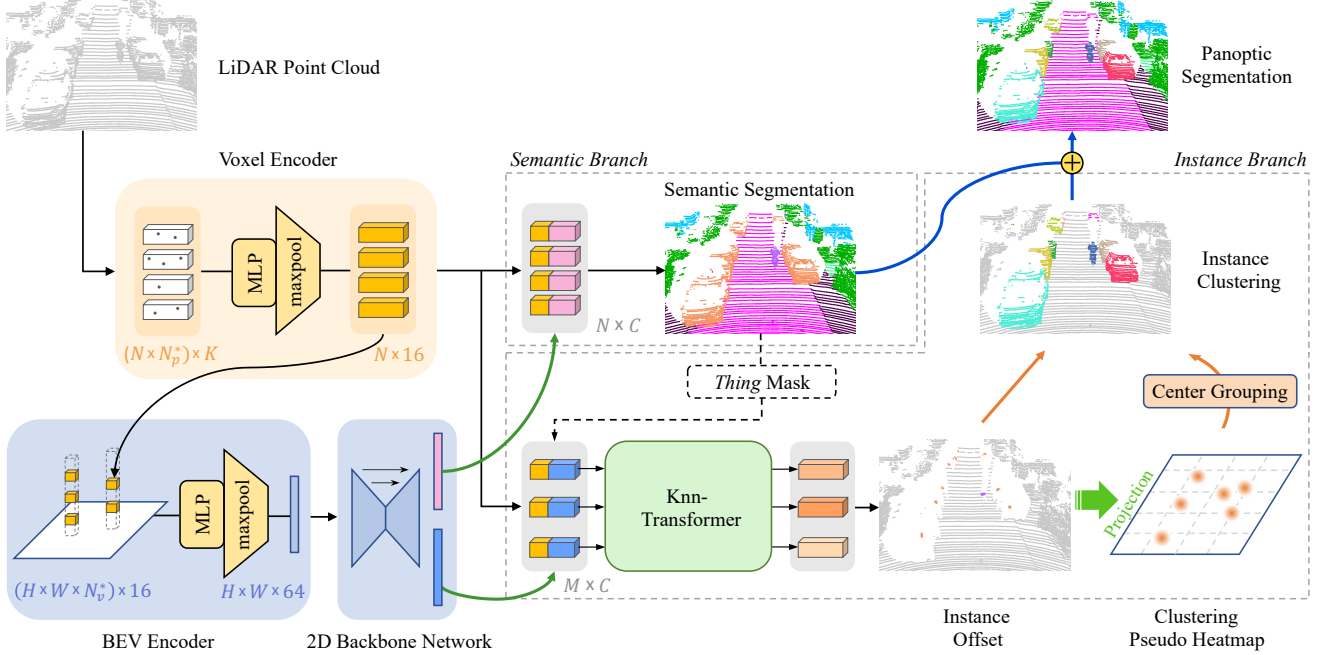 LiDAR Point Cloud
Panoptic
Segmentation
Voxel Encoder
Semantic Branch
Instance Branch
Semantic Segmentation
MLP
maxpool
Instance
Clustering
(N × N*p) × K
N × 16
N × C
Thing Mask
Center Grouping
MLP
maxpool
Knn-
Transformer
Projection
(H × W × N*v) × 16
H × W × 64
M × C
BEV Encoder
2D Backbone Network
Instance
Offset
Clustering
Pseudo Heatmap